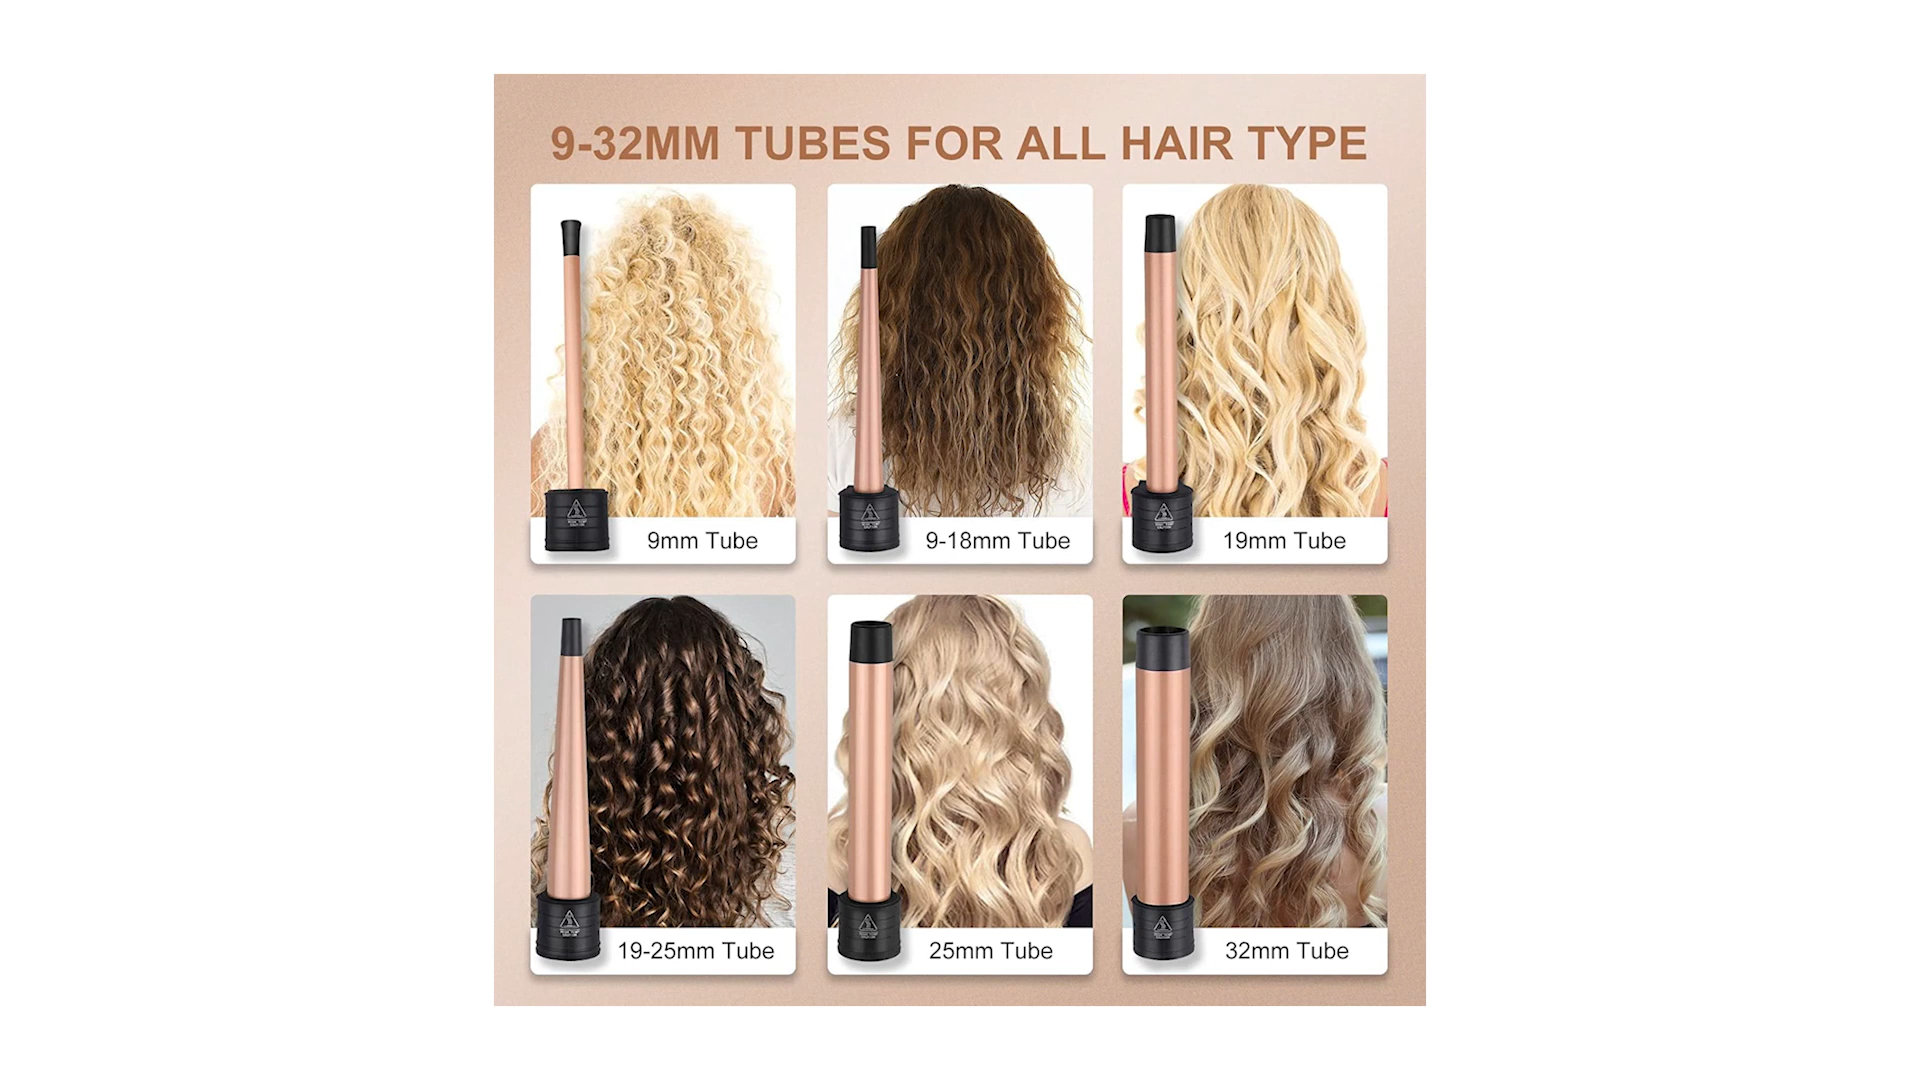 9-32MM TUBES FOR ALL HAIR TYPE
9mm Tube
9-18mm Tube
19mm Tube
19-25mm Tube
25mm Tube
32mm Tube